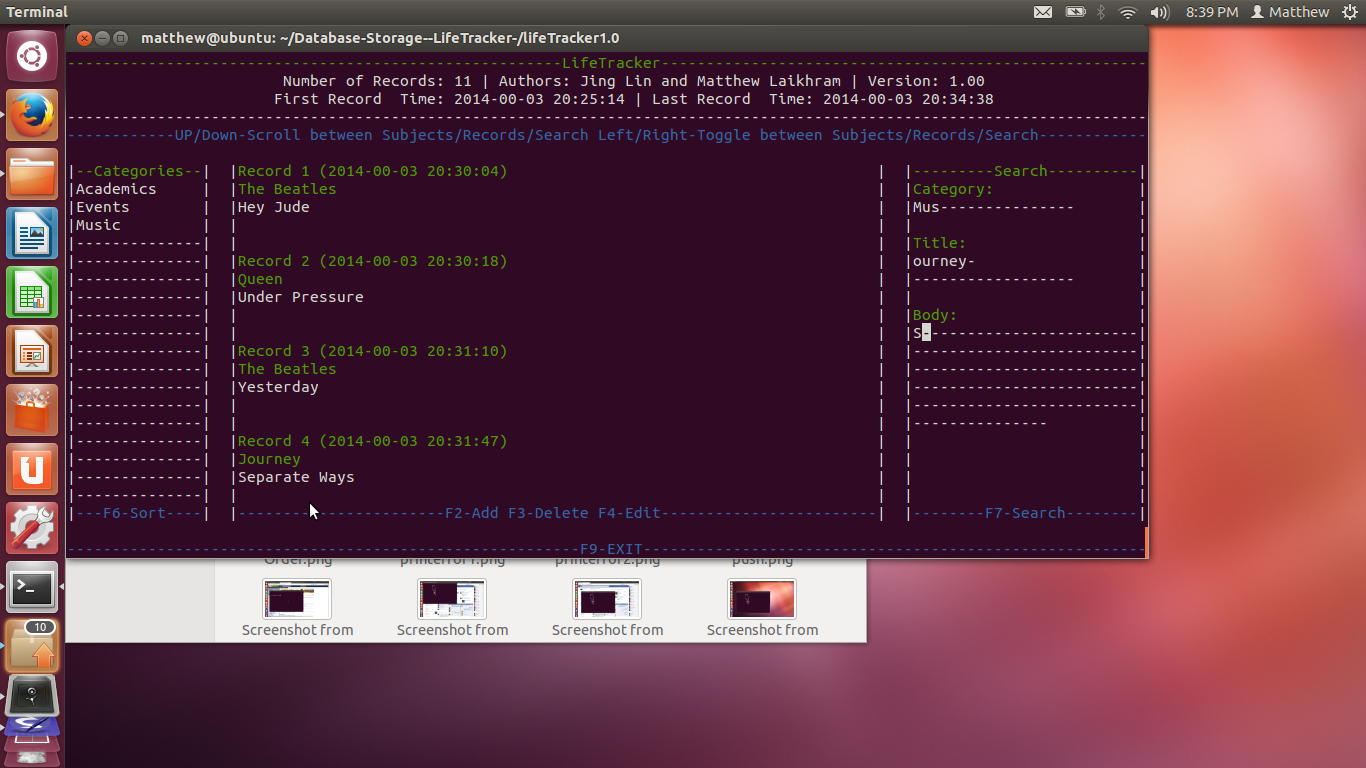 Terminal
8:39 PM Matthew
matthew@ubuntu: ~/Database-Storage--LifeTracker-/lifeTracker1.0
LifeTracker
Number of Records: 11 | Authors: Jing Lin and Matthew Laikhram | Version: 1.00
First Record  Time: 2014-00-03 20:25:14 | Last Record  Time: 2014-00-03 20:34:38
UP/Down-Scroll between Subjects/Records/Search Left/Right-Toggle between Subjects/Records/Search
--Categories--
Academics
Events
Music
---F6-Sort----
Record 1 (2014-00-03 20:30:04)
The Beatles
Hey Jude
Record 2 (2014-00-03 20:30:18)
Queen
Under Pressure
Record 3 (2014-00-03 20:31:10)
The Beatles
Yesterday
Record 4 (2014-00-03 20:31:47)
Journey
Separate Ways
F2-Add F3-Delete F4-Edit
---------Search----------
Category:
Mus---------------
Title:
ourney-
Body:
S-
--------F7-Search--------
F9-EXIT
Order.png printerror1.png printerror2.png push.png
Screenshot from Screenshot from Screenshot from Screenshot from
10